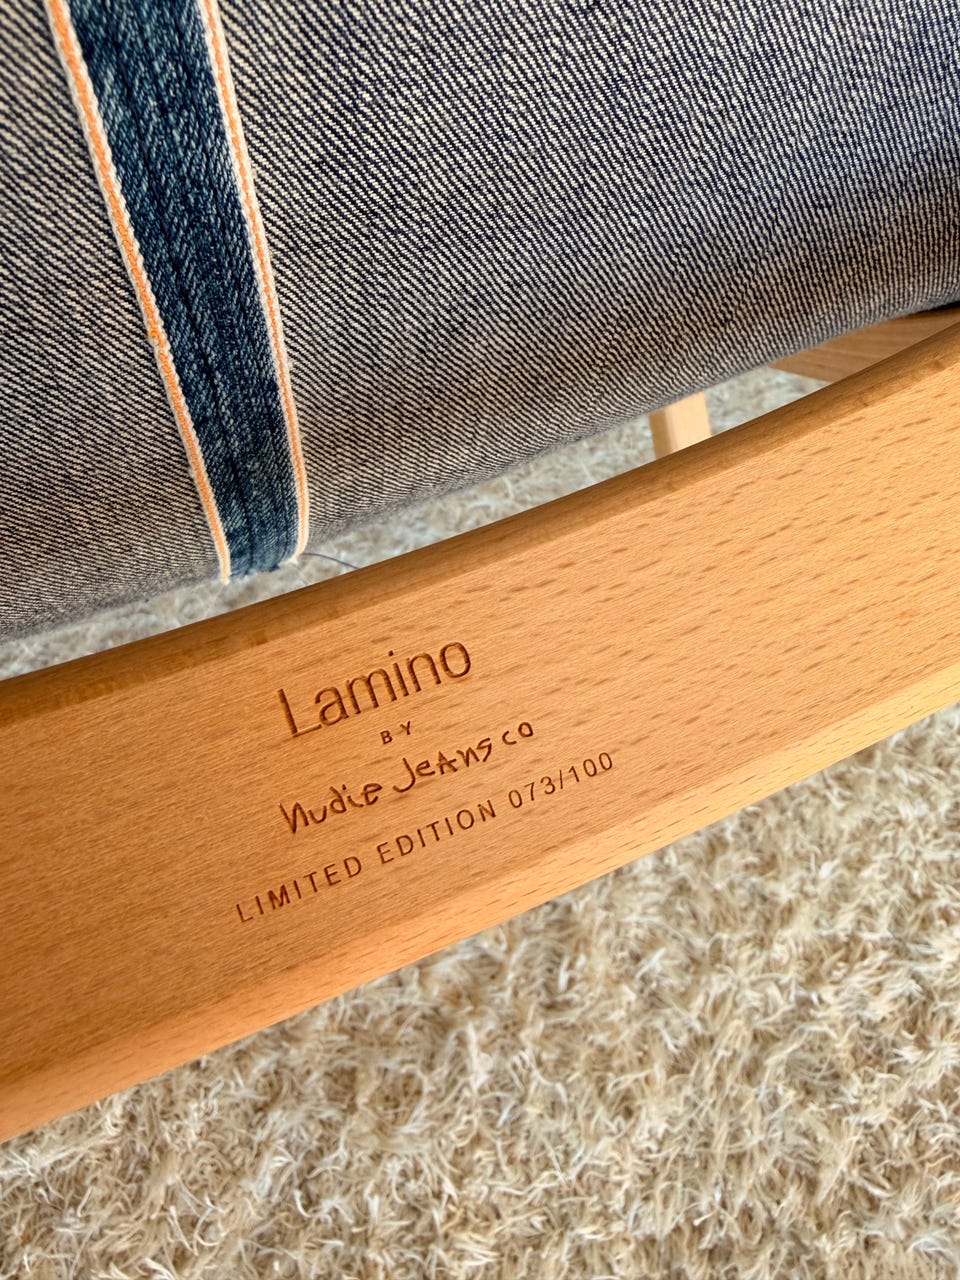 Lamino
BY
Nudie Jeans co
LIMITED EDITION 073/100